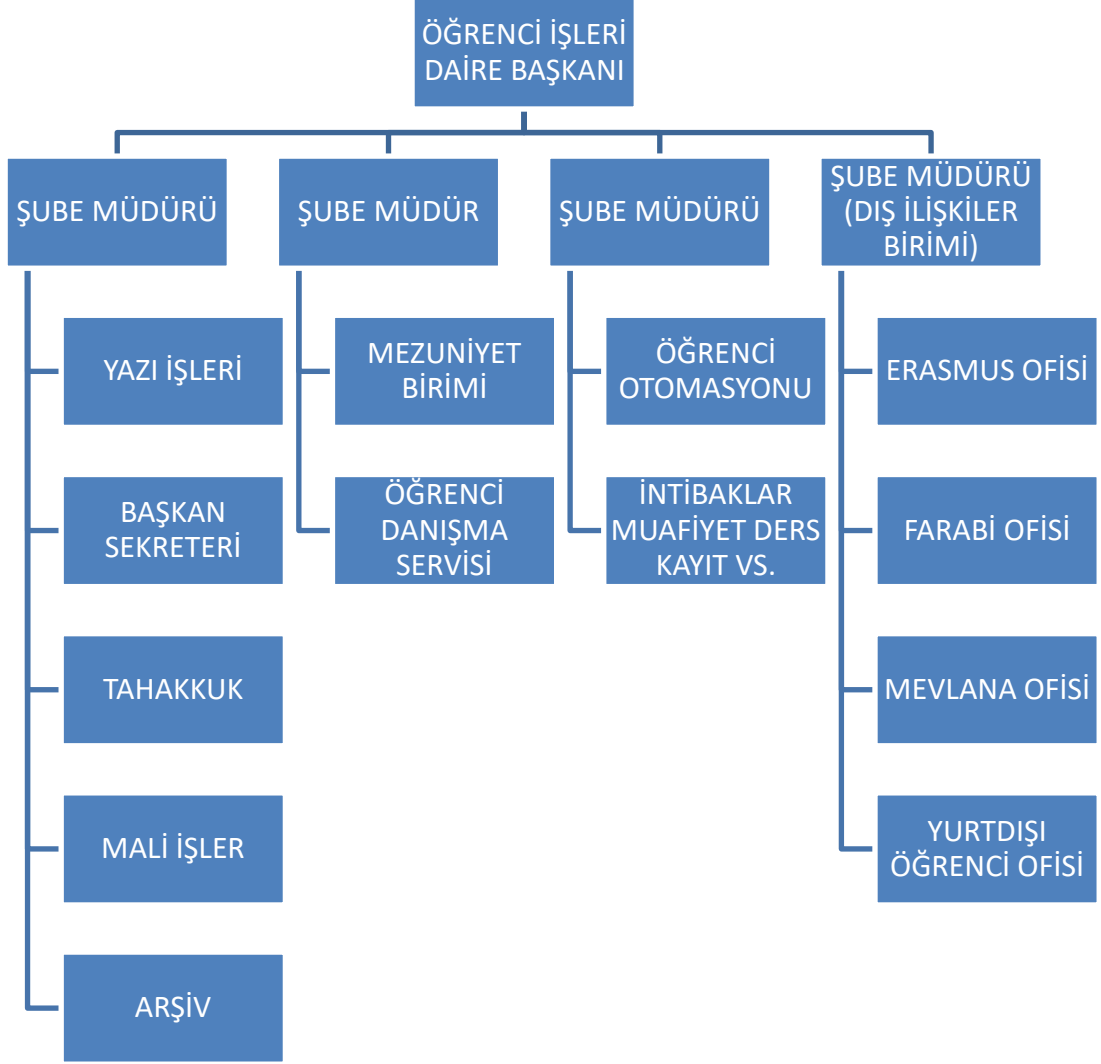 ÖĞRENCİ İŞLERİ
DAİRE BAŞKANI
ŞUBE MÜDÜRÜ
ŞUBE MÜDÜR
ŞUBE MÜDÜRÜ
ŞUBE MÜDÜRÜ
(DIŞ İLİŞKİLER
BİRİMİ)
YAZI İŞLERİ
BAŞKAN
SEKRETERİ
TAHAKKUK
MALİ İŞLER
ARŞİV
MEZUNİYET
BİRİMİ
ÖĞRENCİ
DANIŞMA
SERVİSİ
ÖĞRENCİ
OTOMASYONU
İNTİBAKLAR
MUAFİYET DERS
KAYIT VS.
ERASMUS OFİSİ
FARABİ OFİSİ
MEVLANA OFİSİ
YURTDIŞI
ÖĞRENCİ OFİSİ